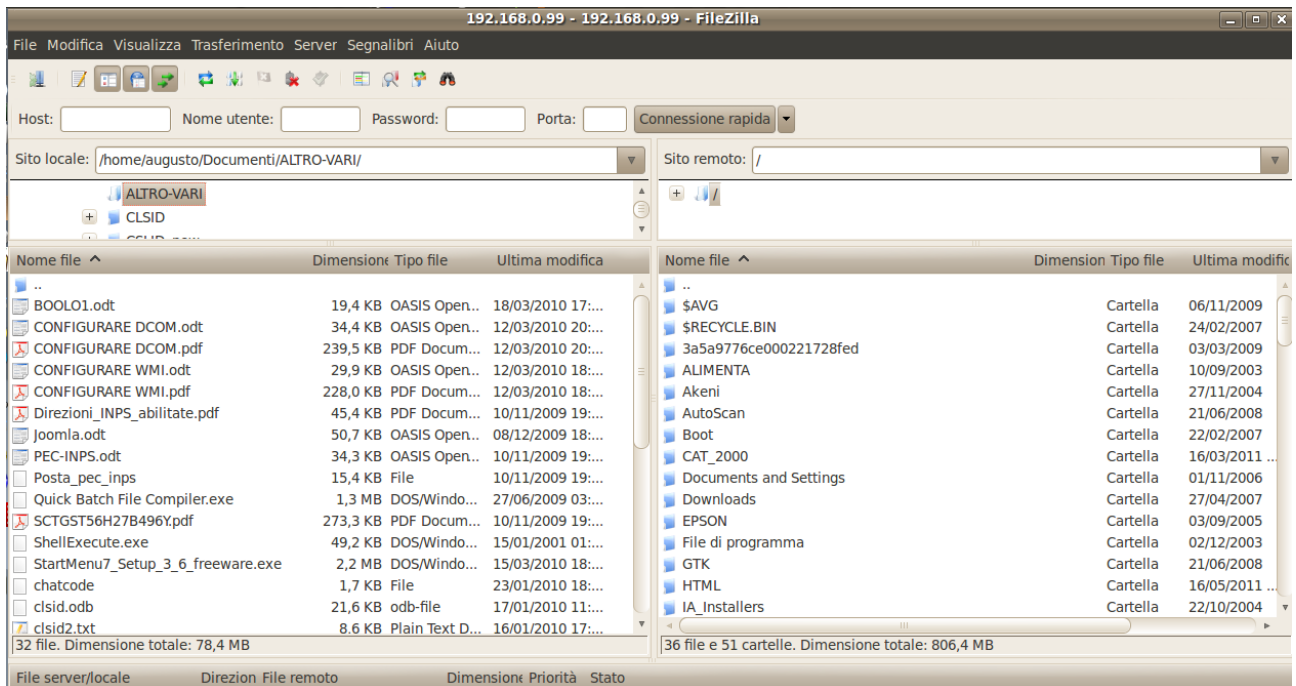 192.168.0.99 - 192.168.0.99 - FileZilla
File Modifica Visualizza Trasferimento Server Segnalibri Aiuto
Host: Nome utente: Password: Porta: Connessione rapida
Sito locale: /home/augusto/Documenti/ALTRO-VARI/
ALTRO-VARI
CLSID
Nome file Dimensione Tipo file Ultima modifica
..
BOOLO1.odt 19,4 KB OASIS Open... 18/03/2010 17:...
CONFIGURARE DCOM.odt 34,4 KB OASIS Open... 12/03/2010 20:...
CONFIGURARE DCOM.pdf 239,5 KB PDF Docum... 12/03/2010 20:...
CONFIGURARE WMI.odt 29,9 KB OASIS Open... 12/03/2010 18:...
CONFIGURARE WMI.pdf 228,0 KB PDF Docum... 12/03/2010 18:...
Direzioni_INPS_abilitate.pdf 45,4 KB PDF Docum... 10/11/2009 19:...
Joomla.odt 50,7 KB OASIS Open... 08/12/2009 18:...
PEC-INPS.odt 34,3 KB OASIS Open... 10/11/2009 19:...
Posta_pec_inps 15,4 KB File 10/11/2009 19:...
Quick Batch File Compiler.exe 1,3 MB DOS/Windo... 27/06/2009 03:...
SCTGST56H27B496Y.pdf 273,3 KB PDF Docum... 10/11/2009 19:...
ShellExecute.exe 49,2 KB DOS/Windo... 15/01/2001 01:...
StartMenu7_Setup_3_6_freeware.exe 2,2 MB DOS/Windo... 15/03/2010 18:...
chatcode 1,7 KB File 23/01/2010 18:...
clsid.odb 21,6 KB odb-file 17/01/2010 11:...
clsid2.txt 8,6 KB Plain Text D... 16/01/2010 17:...
32 file. Dimensione totale: 78,4 MB
Sito remoto: /
/
Nome file Dimension Tipo file Ultima modific
..
$AVG Cartella 06/11/2009
$RECYCLE.BIN Cartella 24/02/2007
3a5a9776ce000221728fed Cartella 03/03/2009
ALIMENTA Cartella 10/09/2003
Akeni Cartella 27/11/2004
AutoScan Cartella 21/06/2008
Boot Cartella 22/02/2007
CAT_2000 Cartella 16/03/2011 ...
Documents and Settings Cartella 01/11/2006
Downloads Cartella 27/04/2007
EPSON Cartella 03/09/2005
File di programma Cartella 02/12/2003
GTK Cartella 21/06/2008
HTML Cartella 16/05/2011 ...
IA_Installers Cartella 22/10/2004
36 file e 51 cartelle. Dimensione totale: 806,4 MB
File server/locale Direzion File remoto Dimensione Priorità Stato